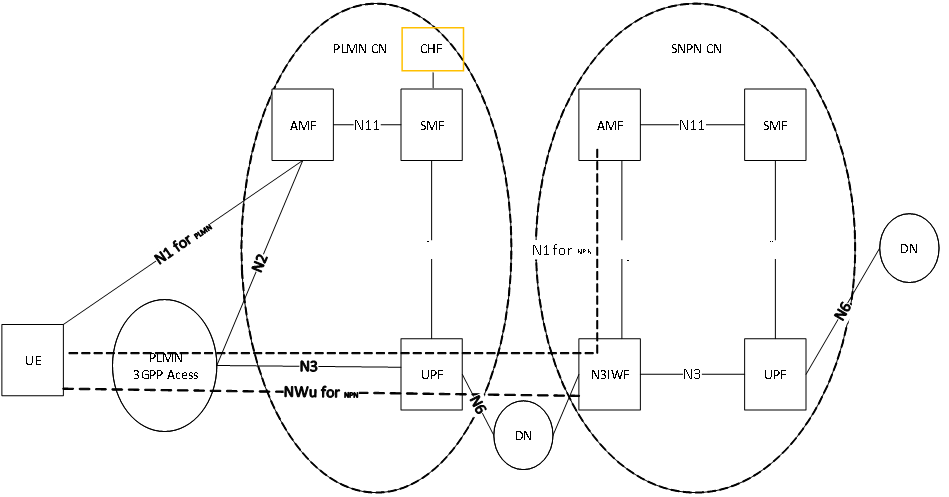 PLMN CN
CHF
SNPN CN
AMF
N11
SMF
AMF
N11
SMF
N1 for PLMN
N2
N1 for NPN
DN
N6
UE
PLMN
3GPP Acess
N3
UPF
N3IWF
N3
UPF
NWu for NPN
N6
DN